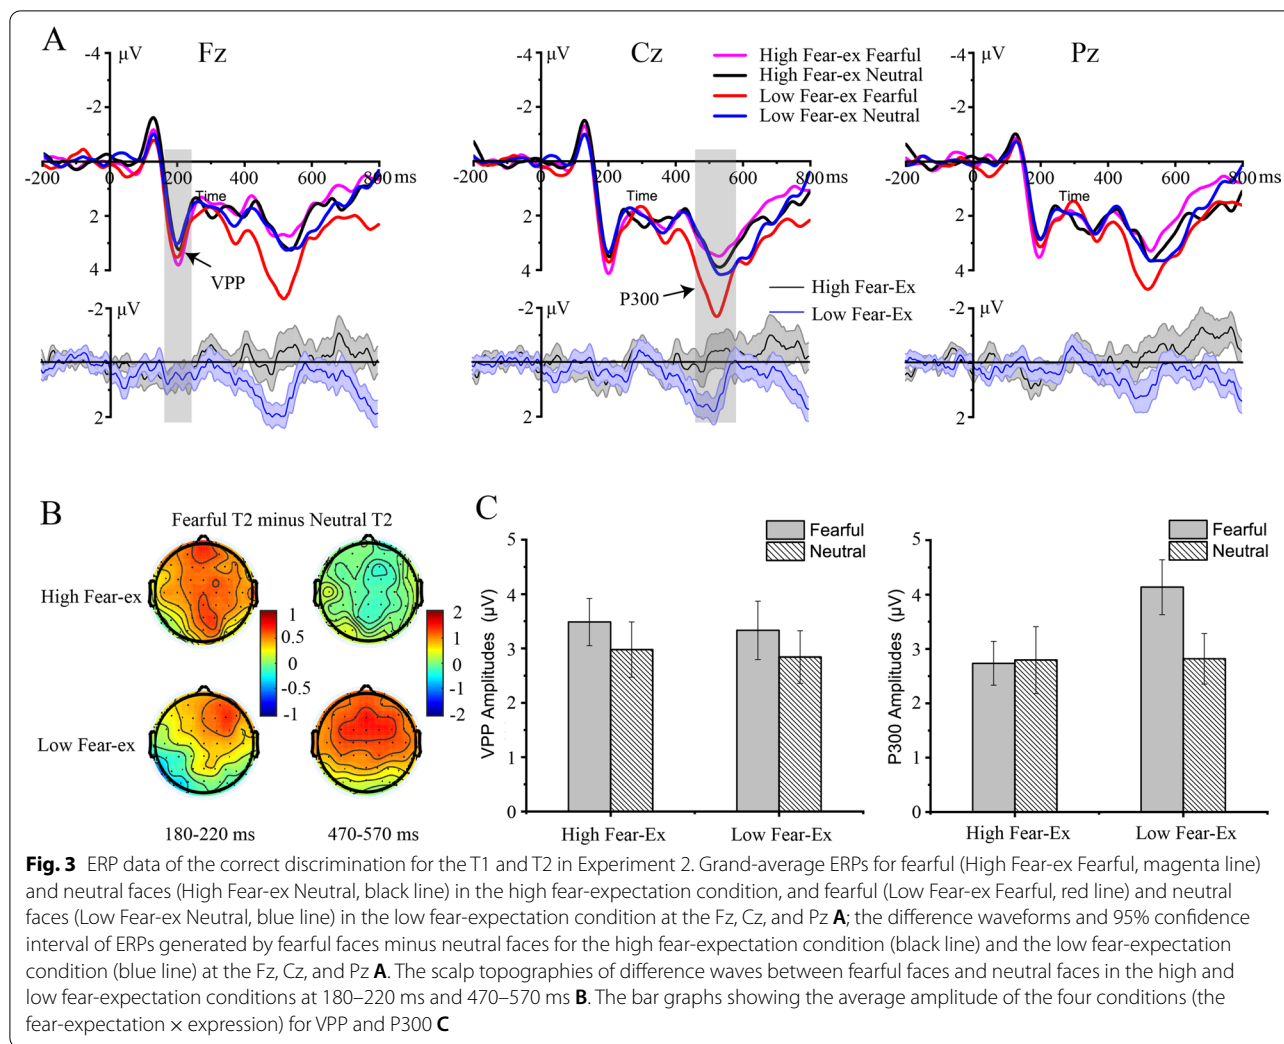 A
Fz
Cz
Pz
-4
μV
-4
μV
-4
μV
High Fear-ex Fearful
High Fear-ex Neutral
Low Fear-ex Fearful
Low Fear-ex Neutral
-2
-2
-2
-200
0
200
400
600
800 ms
Time
-200
0
200
400
600
800 ms
Time
-200
0
200
400
600
800 ms
Time
2
2
2
4
4
4
VPP
P300
High Fear-Ex
Low Fear-Ex
-2
μV
-2
μV
-2
μV
2
2
2
B
Fearful T2 minus Neutral T2
High Fear-ex
Low Fear-ex
1
0.5
0
-0.5
-1
2
1
0
-1
-2
180-220 ms
470-570 ms
C
Fearful
Neutral
5
4
3
2
1
0
VPP Amplitudes (μV)
High Fear-Ex
Low Fear-Ex
Fearful
Neutral
5
4
3
2
1
0
P300 Amplitudes (μV)
High Fear-Ex
Low Fear-Ex
Fig. 3 ERP data of the correct discrimination for the T1 and T2 in Experiment 2. Grand-average ERPs for fearful (High Fear-ex Fearful, magenta line)
and neutral faces (High Fear-ex Neutral, black line) in the high fear-expectation condition, and fearful (Low Fear-ex Fearful, red line) and neutral
faces (Low Fear-ex Neutral, blue line) in the low fear-expectation condition at the Fz, Cz, and Pz A; the difference waveforms and 95% confidence
interval of ERPs generated by fearful faces minus neutral faces for the high fear-expectation condition (black line) and the low fear-expectation
condition (blue line) at the Fz, Cz, and Pz A. The scalp topographies of difference waves between fearful faces and neutral faces in the high and
low fear-expectation conditions at 180–220 ms and 470–570 ms B. The bar graphs showing the average amplitude of the four conditions (the
fear-expectation × expression) for VPP and P300 C